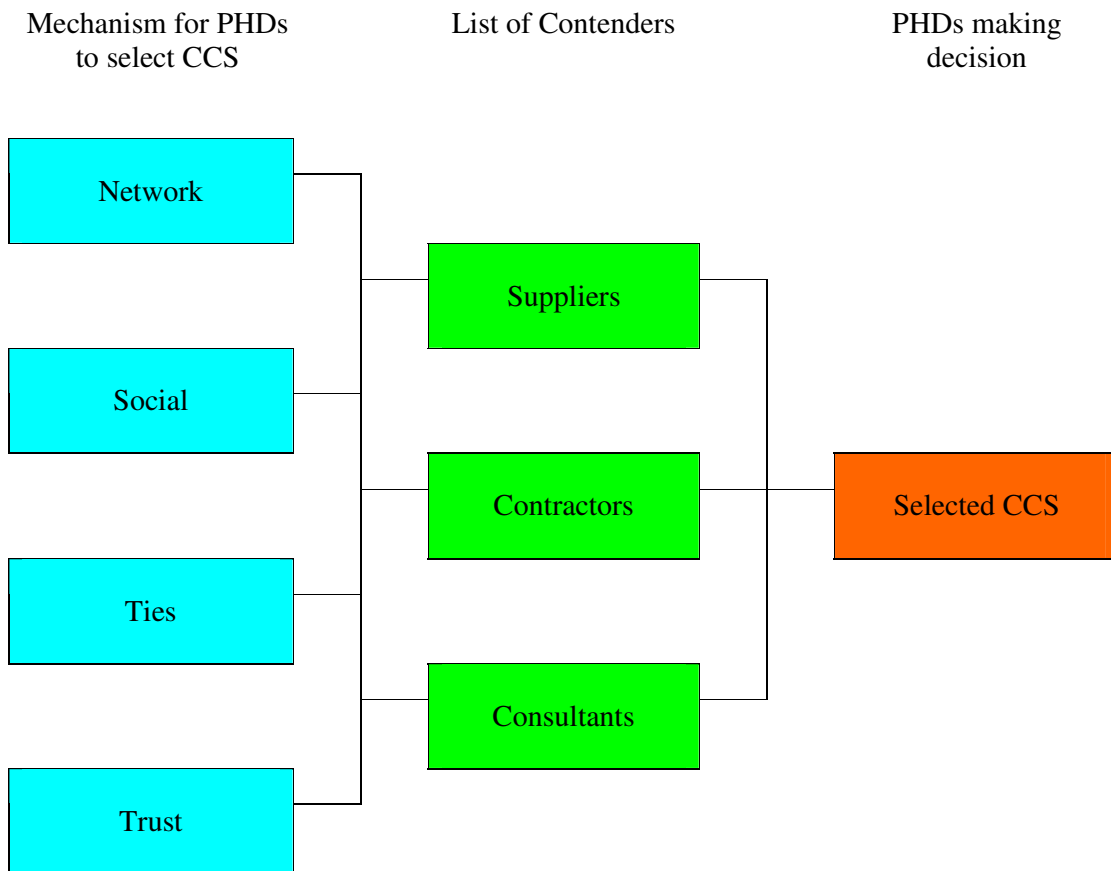 Mechanism for PHDs
to select CCS
List of Contenders
PHDs making
decision
Network
Suppliers
Social
Contractors
Selected CCS
Ties
Consultants
Trust